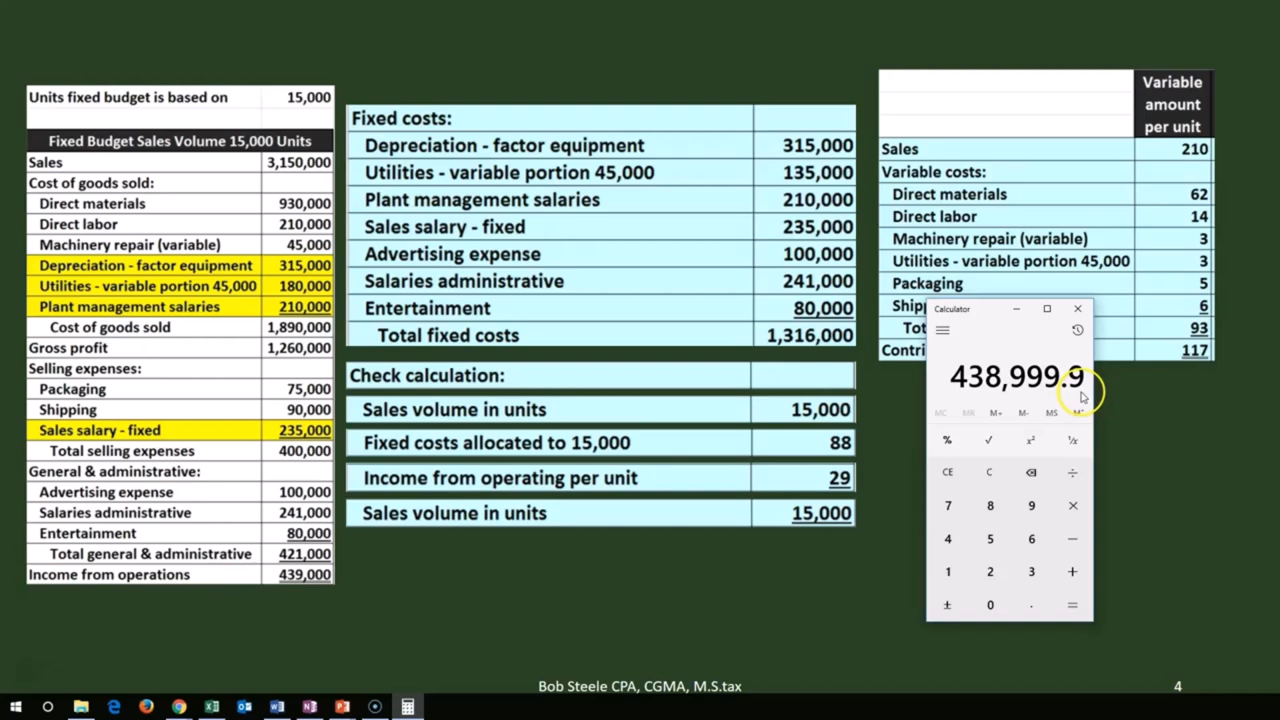 Units fixed budget is based on 15,000
Fixed Budget Sales Volume 15,000 Units
Sales 3,150,000
Cost of goods sold:
Direct materials 930,000
Direct labor 210,000
Machinery repair (variable) 45,000
Depreciation - factor equipment 315,000
Utilities - variable portion 45,000 180,000
Plant management salaries 210,000
Cost of goods sold 1,890,000
Gross profit 1,260,000
Selling expenses:
Packaging 75,000
Shipping 90,000
Sales salary - fixed 235,000
Total selling expenses 400,000
General & administrative:
Advertising expense 100,000
Salaries administrative 241,000
Entertainment 80,000
Total general & administrative 421,000
Income from operations 439,000
Fixed costs:
Depreciation - factor equipment 315,000
Utilities - variable portion 45,000 135,000
Plant management salaries 210,000
Sales salary - fixed 235,000
Advertising expense 100,000
Salaries administrative 241,000
Entertainment 80,000
Total fixed costs 1,316,000
Check calculation:
Sales volume in units 15,000
Fixed costs allocated to 15,000 88
Income from operating per unit 29
Sales volume in units 15,000
Variable
amount
per unit
Sales 210
Variable costs:
Direct materials 62
Direct labor 14
Machinery repair (variable) 3
Utilities - variable portion 45,000 3
Packaging 5
Ship 6
Tot 93
Contri 117
Calculator
438,999.9
MC MR M+ M- MS
% √ x² ¹/x
CE C ÷
7 8 9 ×
4 5 6 −
1 2 3 +
± 0 . =
Bob Steele CPA, CGMA, M.S.tax 4